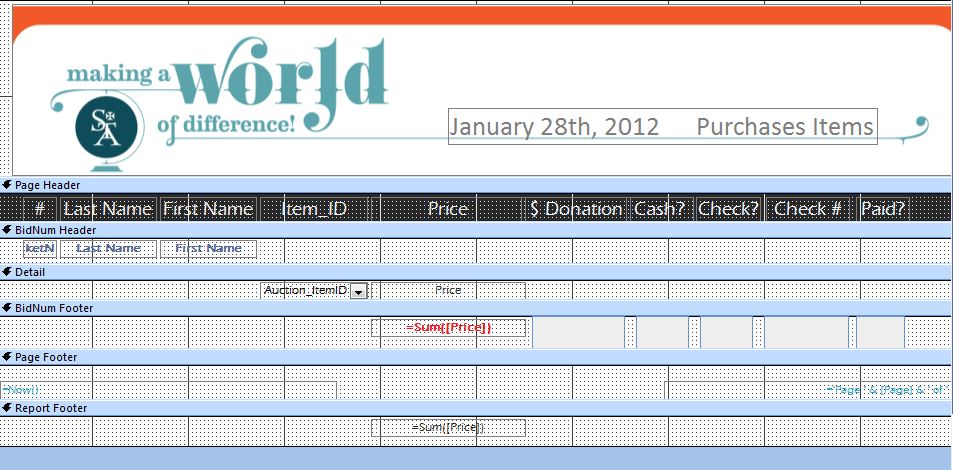 making a world
of difference!
STA
January 28th, 2012 Purchases Items
Page Header
# Last Name First Name Item_ID Price $ Donation Cash? Check? Check # Paid?
BidNum Header
ketN Last Name First Name
Detail
Auction_ItemID Price
BidNum Footer
=Sum([Price])
Page Footer
=Now() ="Page " & [Page] & " of "
Report Footer
=Sum([Price])